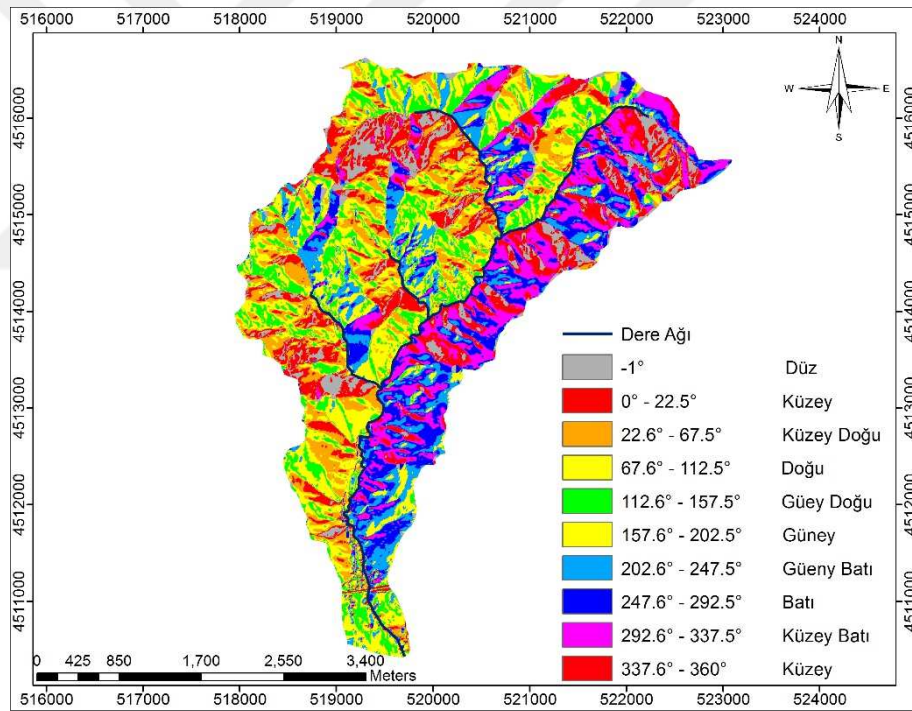 516000 517000 518000 519000 520000 521000 522000 523000 524000
N
W E
S
4516000 4516000
4515000 4515000
4514000 4514000
4513000 4513000
4512000 4512000
4511000 4511000
Dere Ağı
-1° Düz
0° - 22.5° Küzey
22.6° - 67.5° Küzey Doğu
67.6° - 112.5° Doğu
112.6° - 157.5° Güey Doğu
157.6° - 202.5° Güney
202.6° - 247.5° Güeny Batı
247.6° - 292.5° Batı
292.6° - 337.5° Küzey Batı
337.6° - 360° Küzey
0 425 850 1,700 2,550 3,400
Meters
516000 517000 518000 519000 520000 521000 522000 523000 524000